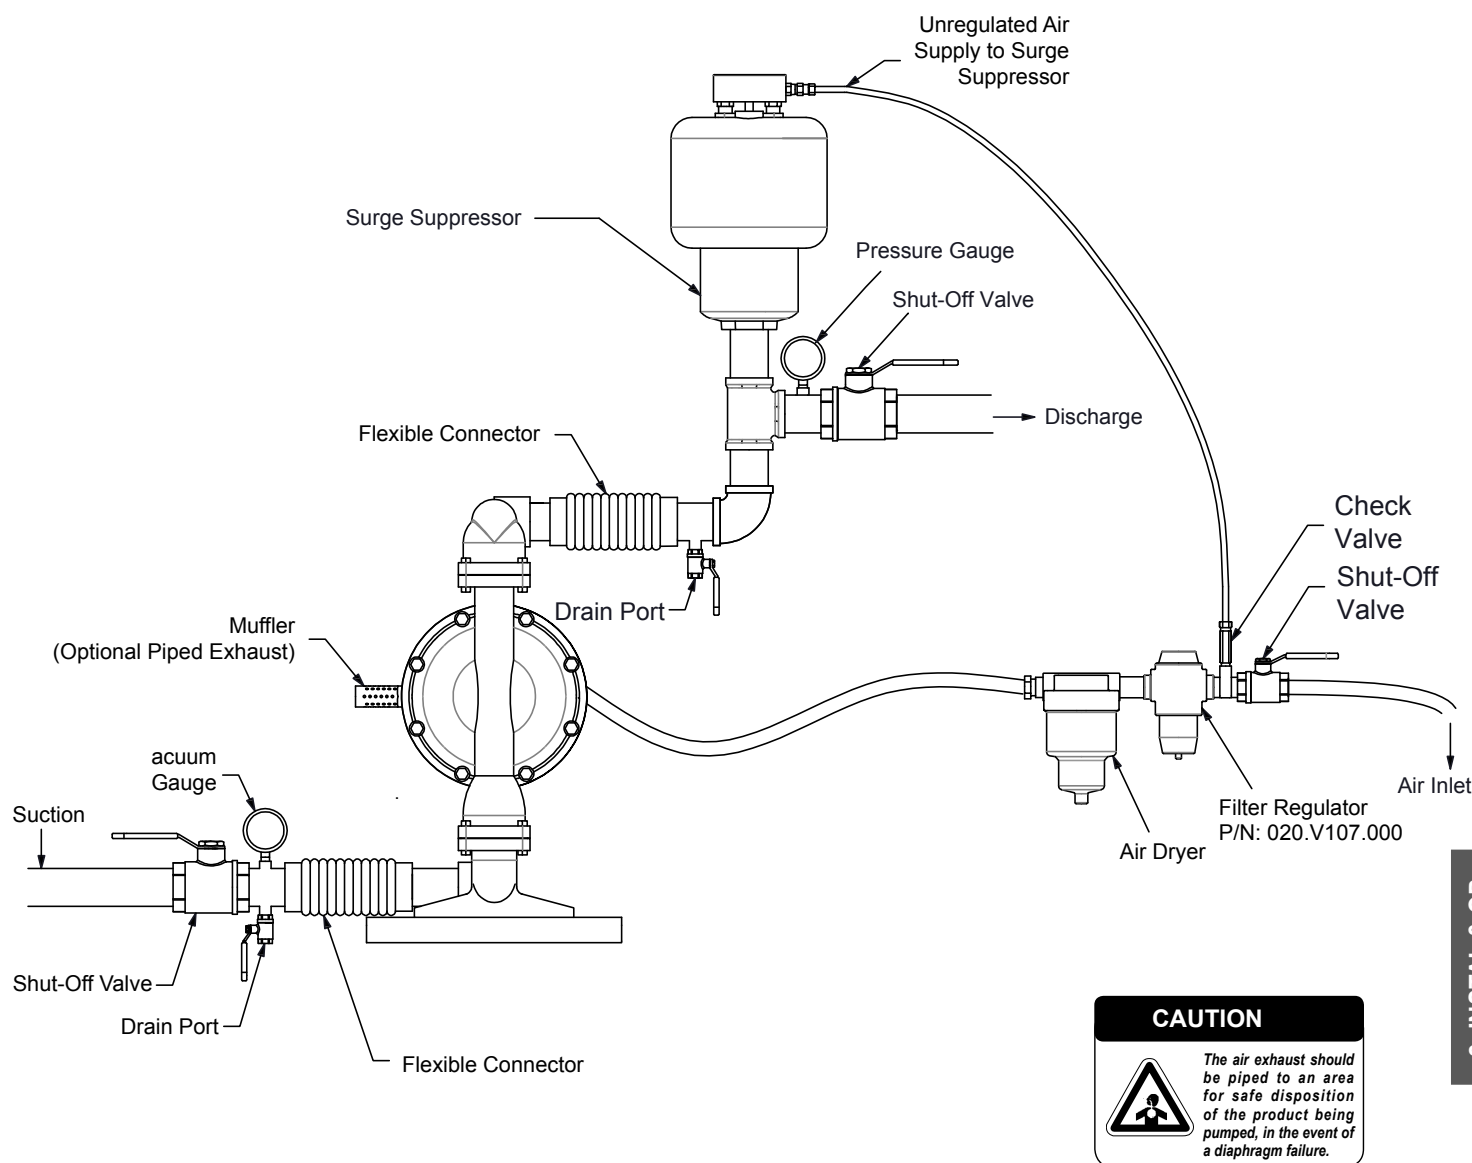 Unregulated Air
Supply to Surge
Suppressor
Surge Suppressor
Pressure Gauge
Shut-Off Valve
Discharge
Flexible Connector
Check
Valve
Shut-Off
Valve
Drain Port
Muffler
(Optional Piped Exhaust)
acuum
Gauge
Suction
Air Inlet
Filter Regulator
P/N: 020.V107.000
Air Dryer
Shut-Off Valve
Drain Port
Flexible Connector
CAUTION
The air exhaust should
be piped to an area
for safe disposition
of the product being
pumped, in the event of
a diaphragm failure.